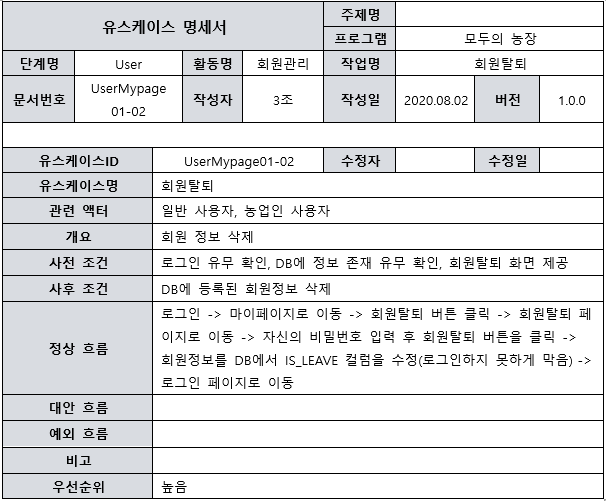 유스케이스 명세서
주제명
프로그램 모두의 농장
단계명 User 활동명 회원관리 작업명 회원탈퇴
문서번호 UserMypage 01-02 작성자 3조 작성일 2020.08.02 버전 1.0.0
유스케이스ID UserMypage01-02 수정자 수정일
유스케이스명 회원탈퇴
관련 액터 일반 사용자, 농업인 사용자
개요 회원 정보 삭제
사전 조건 로그인 유무 확인, DB에 정보 존재 유무 확인, 회원탈퇴 화면 제공
사후 조건 DB에 등록된 회원정보 삭제
정상 흐름
로그인 -> 마이페이지로 이동 -> 회원탈퇴 버튼 클릭 -> 회원탈퇴 페
이지로 이동 -> 자신의 비밀번호 입력 후 회원탈퇴 버튼을 클릭 ->
회원정보를 DB에서 IS_LEAVE 컬럼을 수정(로그인하지 못하게 막음) ->
로그인 페이지로 이동
대안 흐름
예외 흐름
비고
우선순위 높음